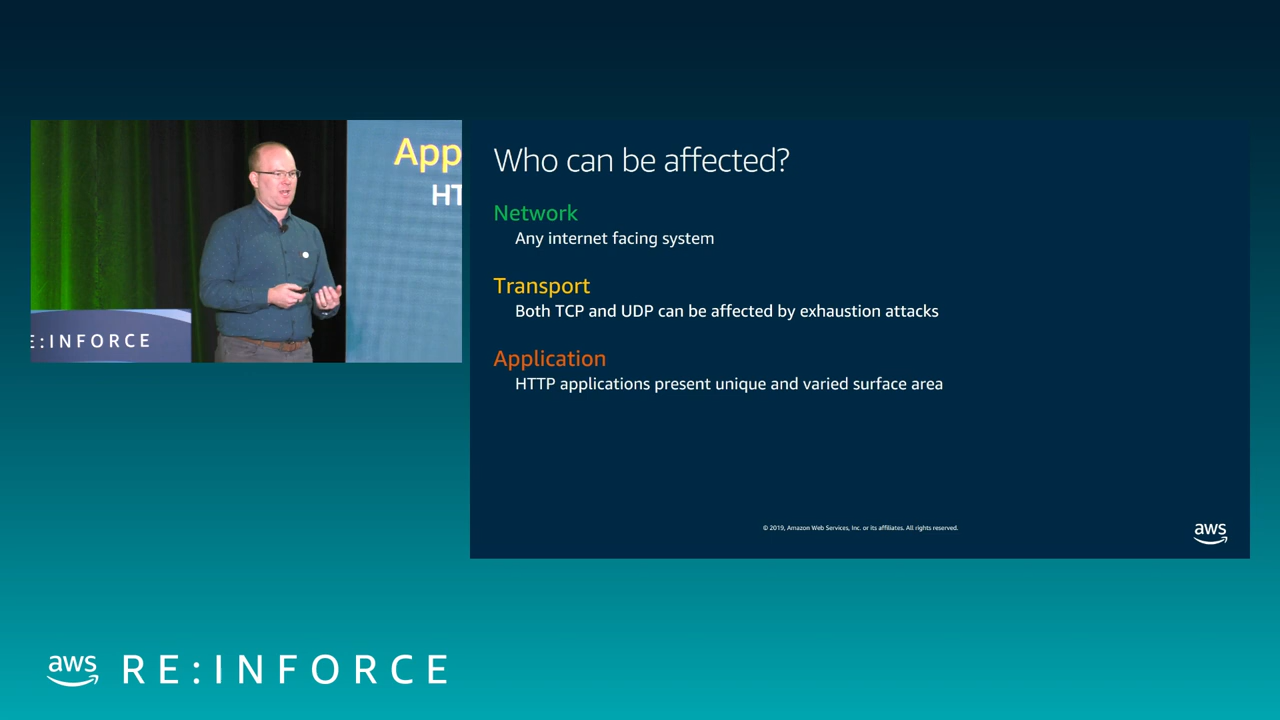 App
HT
E:INFORCE
Who can be affected?
Network
Any internet facing system
Transport
Both TCP and UDP can be affected by exhaustion attacks
Application
HTTP applications present unique and varied surface area
© 2019, Amazon Web Services, Inc. or its affiliates. All rights reserved.
aws
aws RE:INFORCE